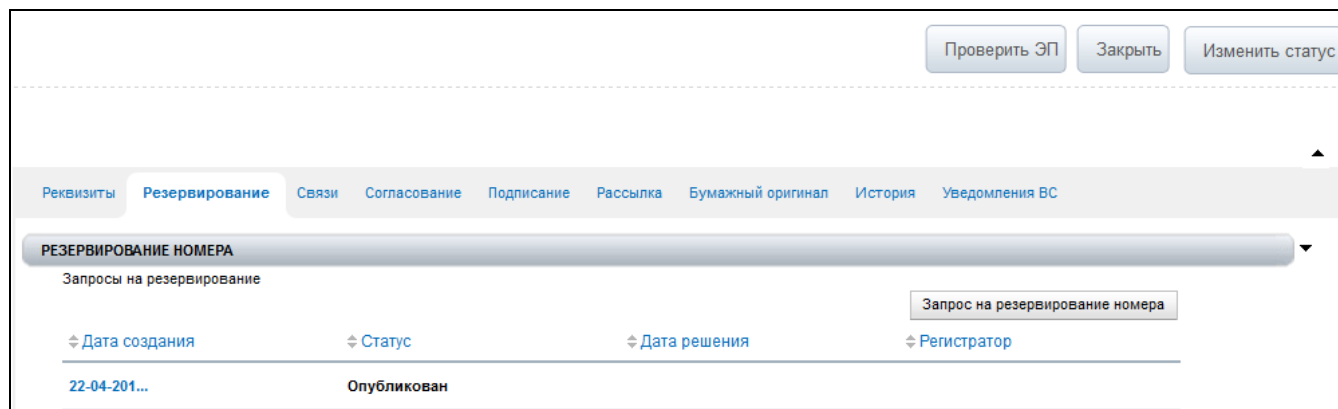 Проверить ЭП Закрыть Изменить статус
Реквизиты Резервирование Связи Согласование Подписание Рассылка Бумажный оригинал История Уведомления ВС
РЕЗЕРВИРОВАНИЕ НОМЕРА
Запросы на резервирование
Запрос на резервирование номера
Дата создания Статус Дата решения Регистратор
22-04-201... Опубликован